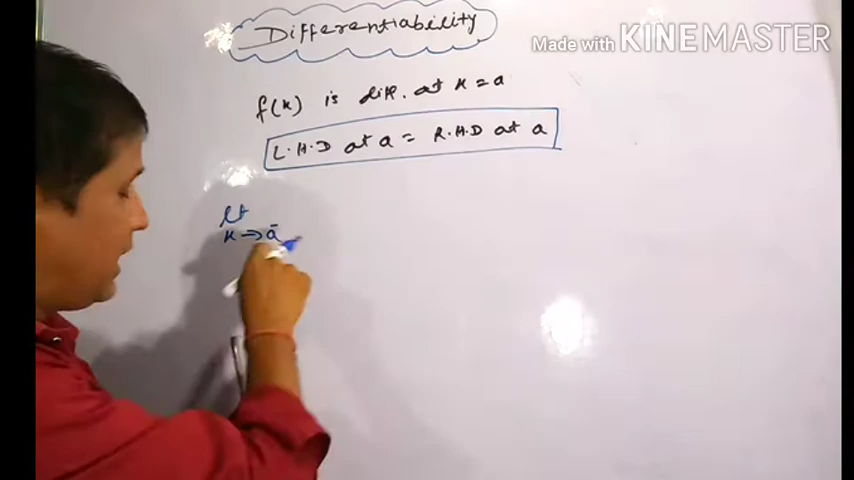 Differentiability
Made with KINEMASTER
f(x) is diff. at x = a
L.H.D at a = R.H.D at a
lt
x → a⁻